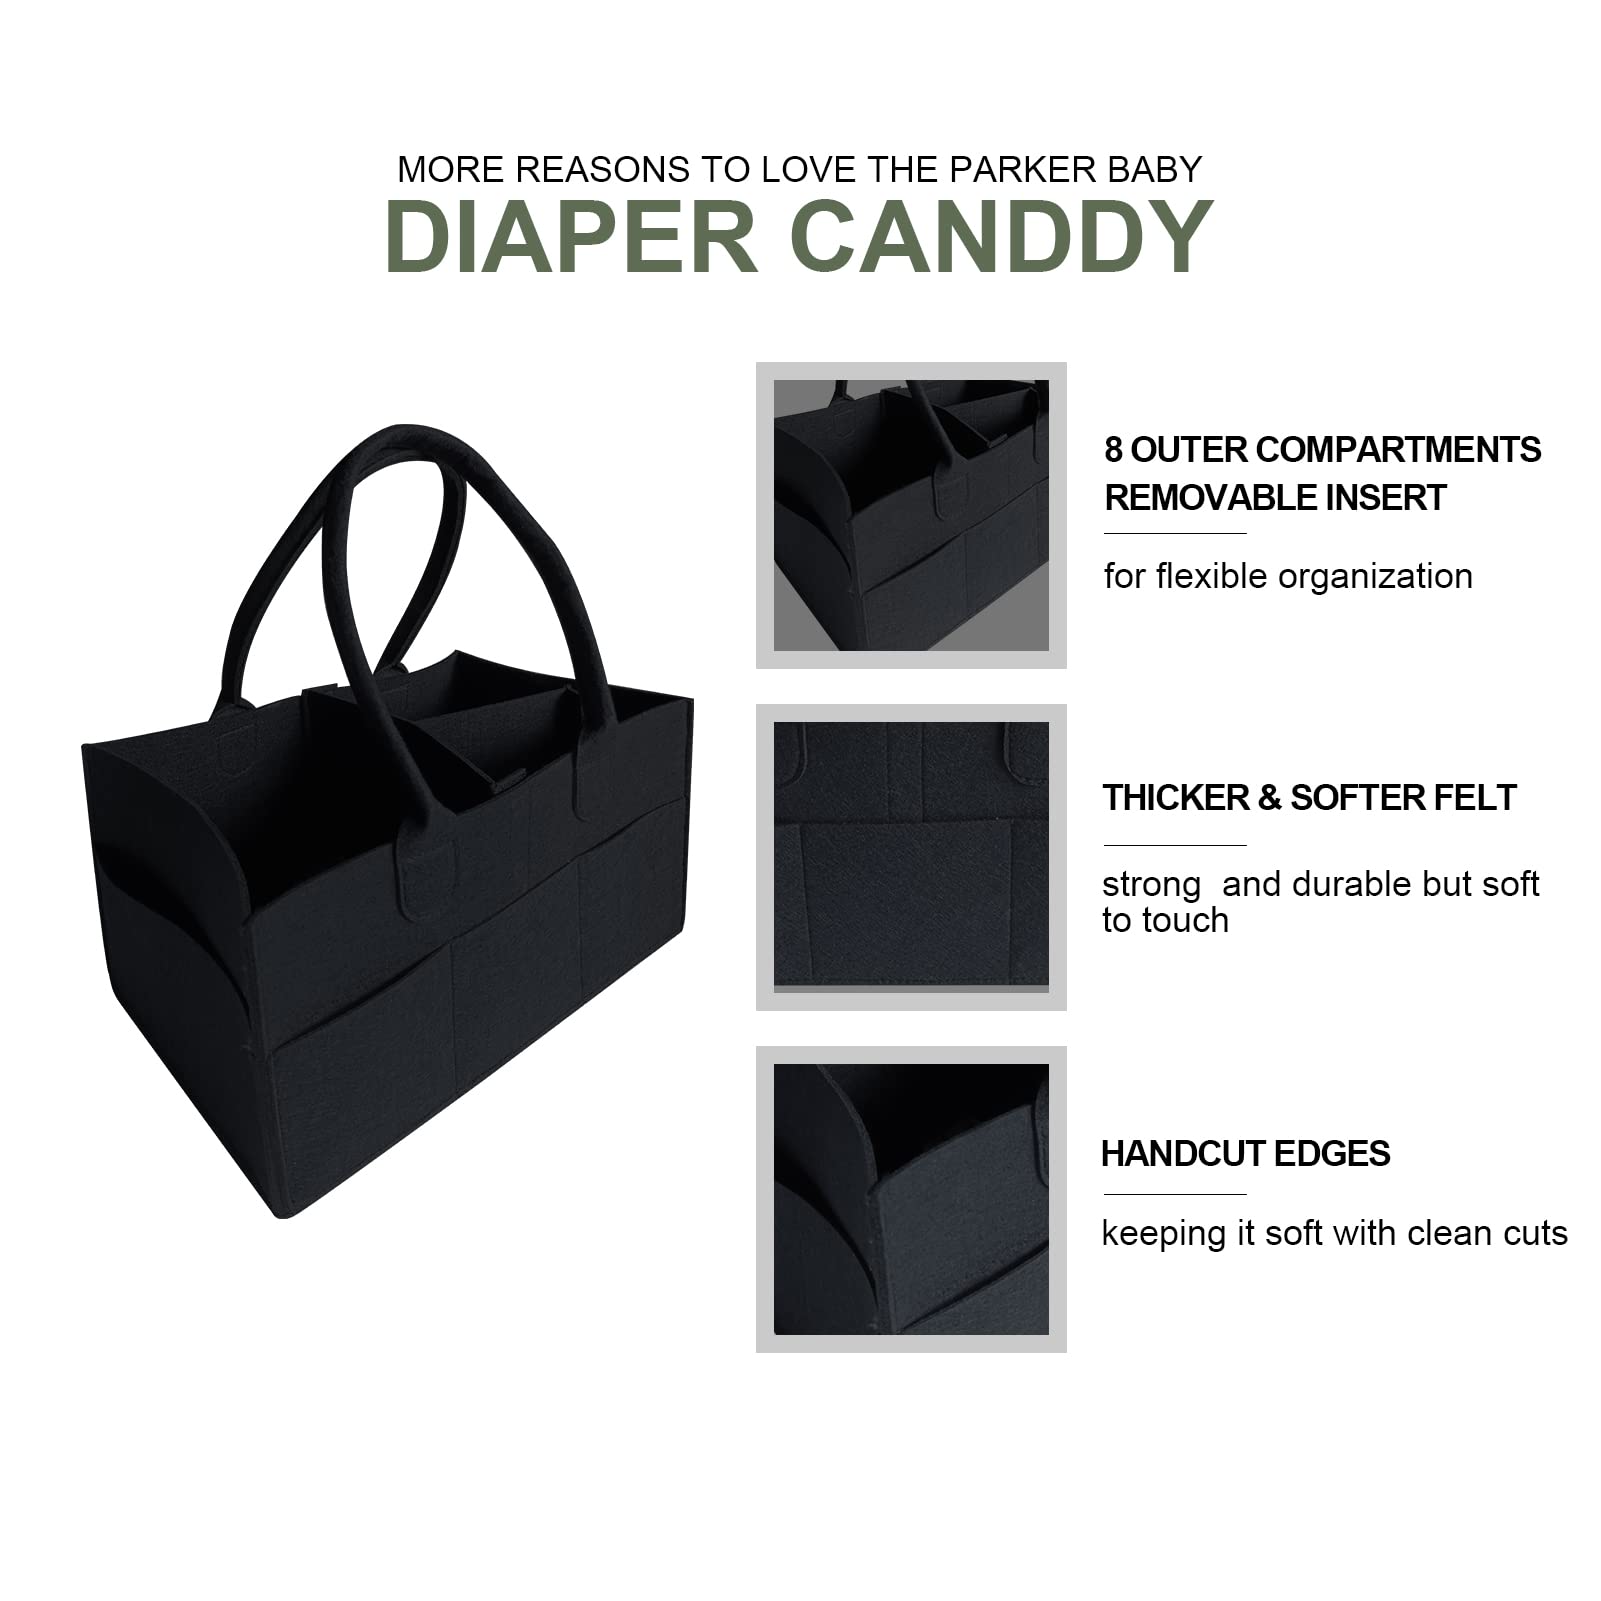 MORE REASONS TO LOVE THE PARKER BABY
DIAPER CANDDY
8 OUTER COMPARTMENTS
REMOVABLE INSERT
for flexible organization
THICKER & SOFTER FELT
strong  and durable but soft
to touch
HANDCUT EDGES
keeping it soft with clean cuts